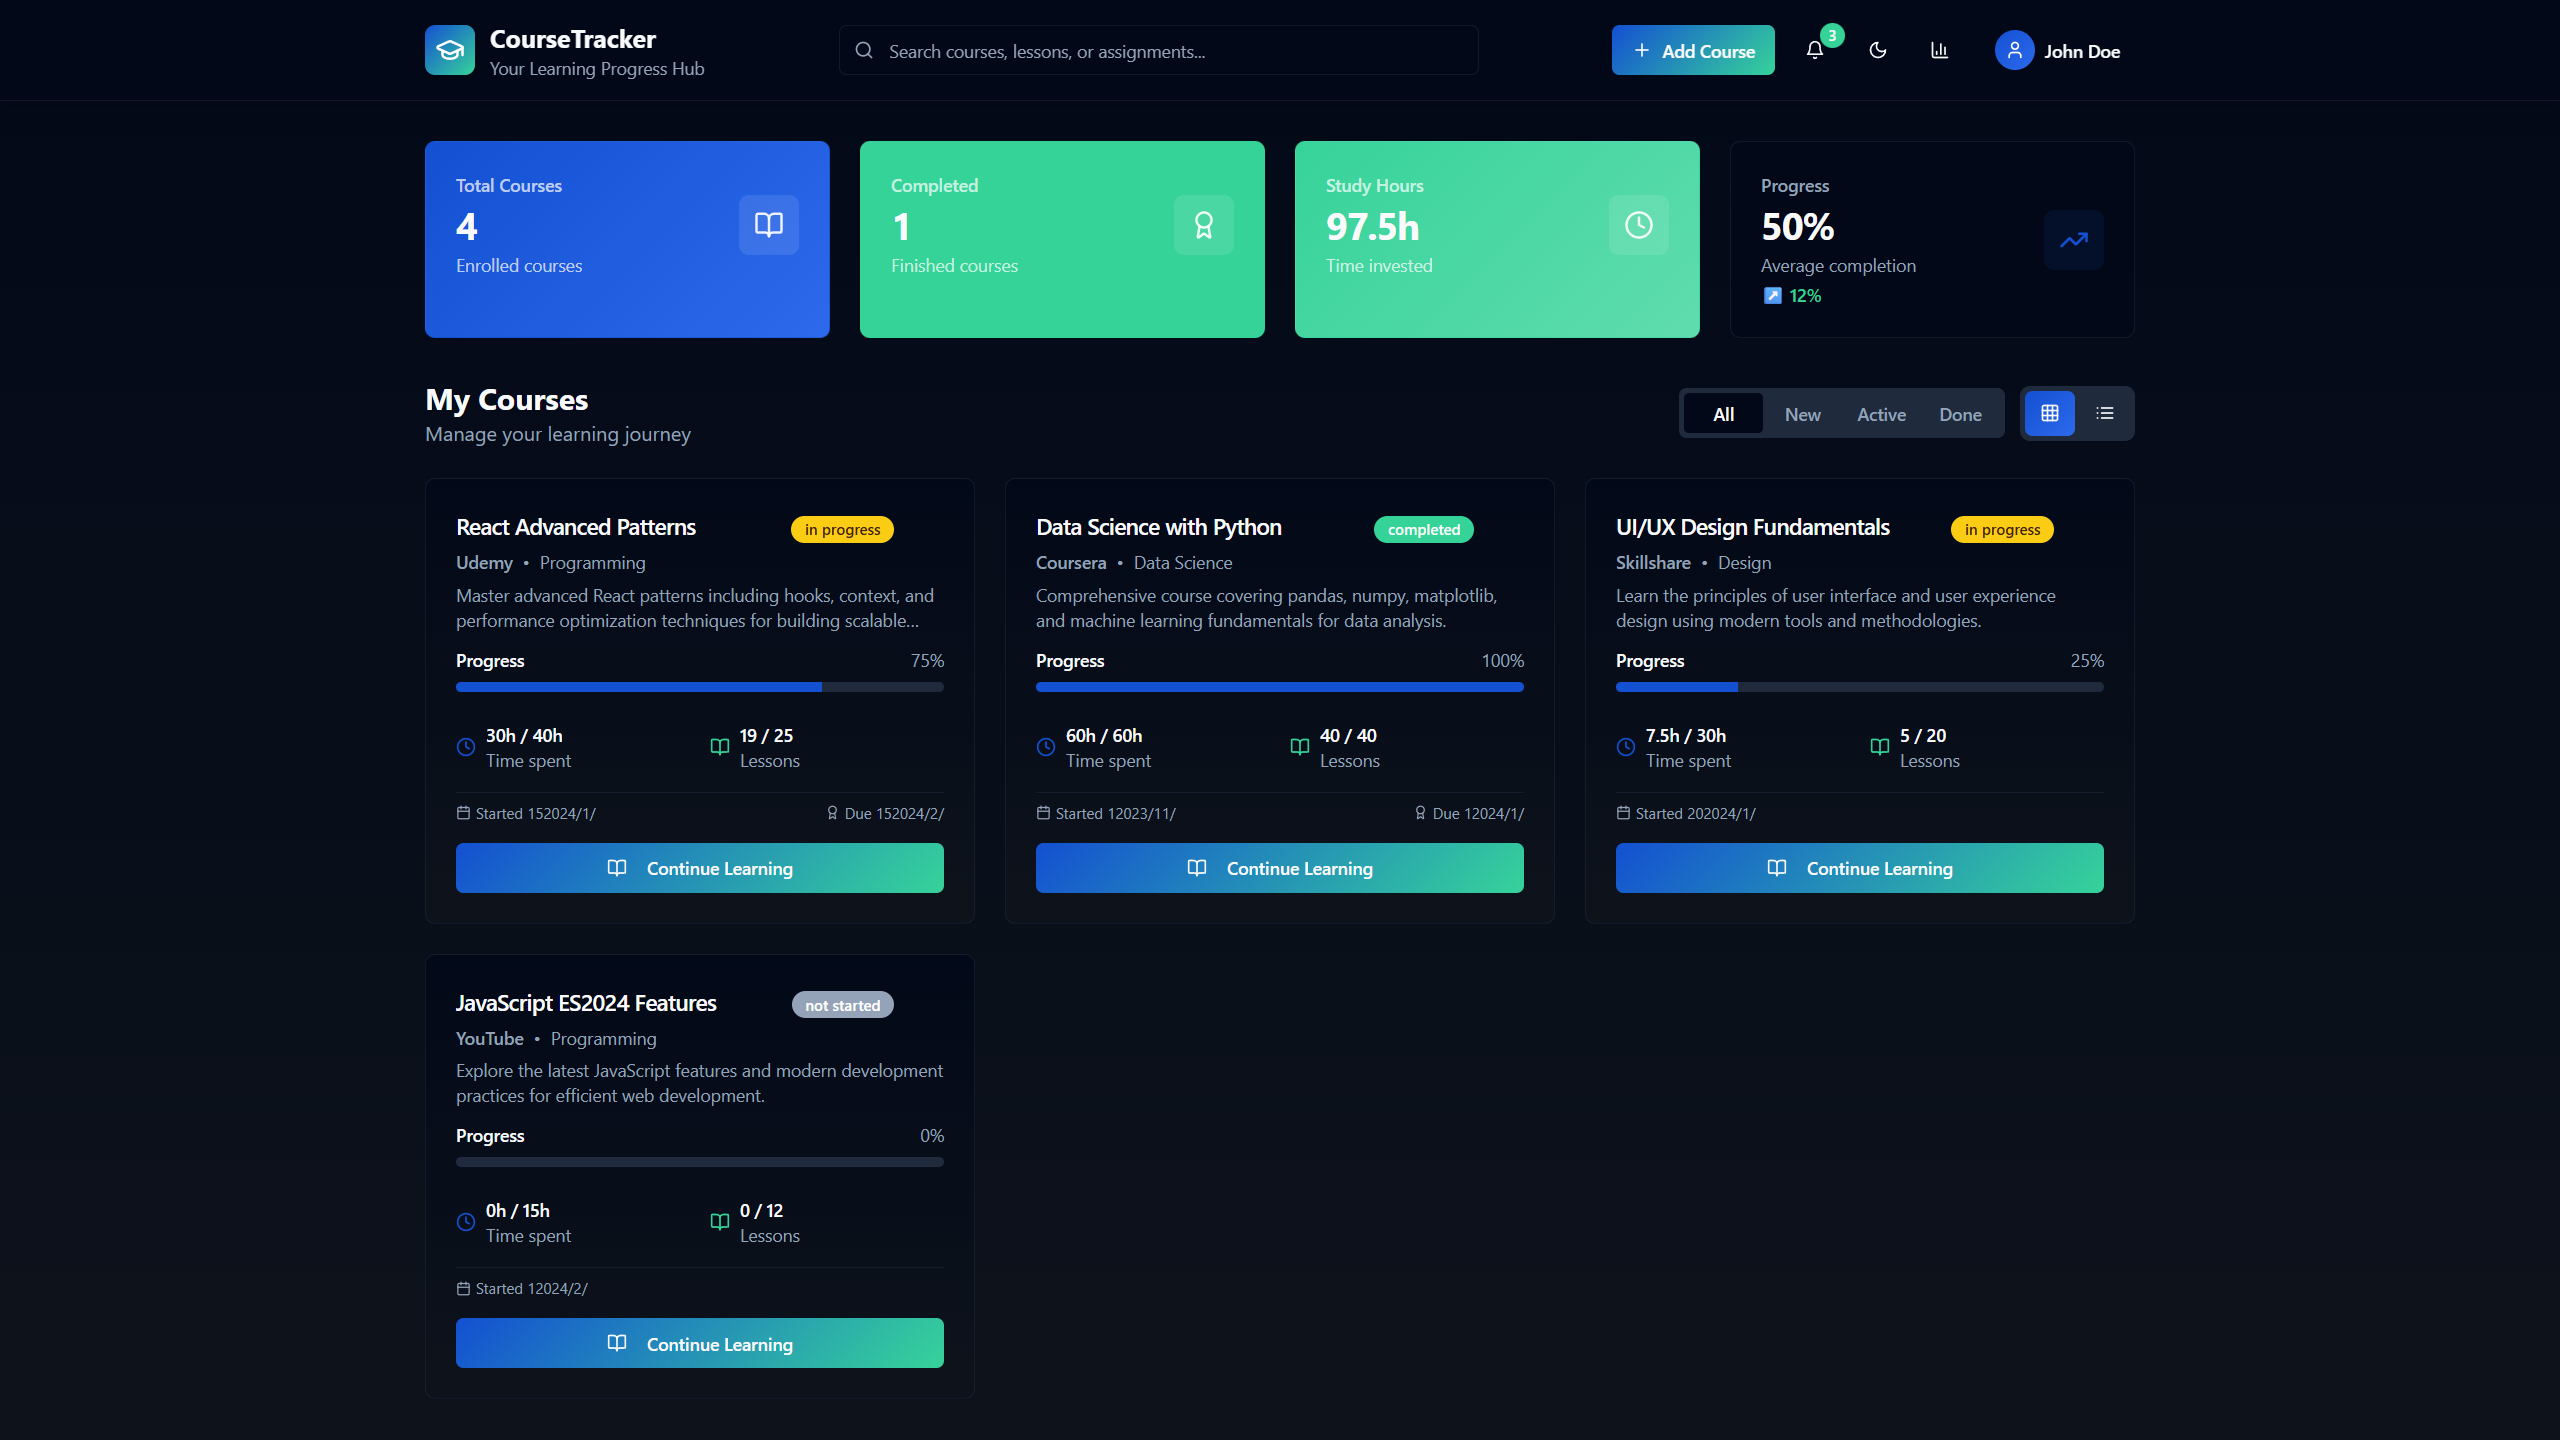 CourseTracker
Your Learning Progress Hub
Search courses, lessons, or assignments...
Add Course
3
John Doe
Total Courses
4
Enrolled courses
Completed
1
Finished courses
Study Hours
97.5h
Time invested
Progress
50%
Average completion
↗ 12%
My Courses
Manage your learning journey
All New Active Done
React Advanced Patterns
in progress
Udemy • Programming
Master advanced React patterns including hooks, context, and
performance optimization techniques for building scalable...
Progress 75%
30h / 40h
Time spent
19 / 25
Lessons
Started 152024/1/
Due 152024/2/
Continue Learning
Data Science with Python
completed
Coursera • Data Science
Comprehensive course covering pandas, numpy, matplotlib,
and machine learning fundamentals for data analysis.
Progress 100%
60h / 60h
Time spent
40 / 40
Lessons
Started 12023/11/
Due 12024/1/
Continue Learning
UI/UX Design Fundamentals
in progress
Skillshare • Design
Learn the principles of user interface and user experience
design using modern tools and methodologies.
Progress 25%
7.5h / 30h
Time spent
5 / 20
Lessons
Started 202024/1/
Continue Learning
JavaScript ES2024 Features
not started
YouTube • Programming
Explore the latest JavaScript features and modern development
practices for efficient web development.
Progress 0%
0h / 15h
Time spent
0 / 12
Lessons
Started 12024/2/
Continue Learning